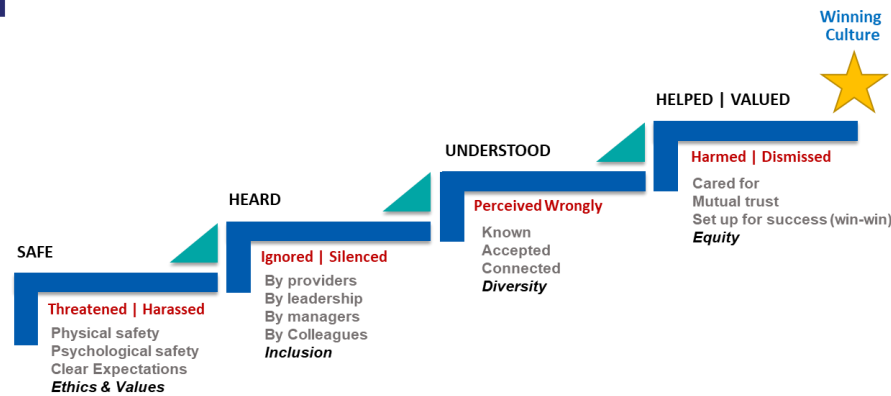 Winning
Culture
HELPED | VALUED
Harmed | Dismissed
Cared for
Mutual trust
Set up for success (win-win)
Equity
UNDERSTOOD
Perceived Wrongly
Known
Accepted
Connected
Diversity
HEARD
Ignored | Silenced
By providers
By leadership
By managers
By Colleagues
Inclusion
SAFE
Threatened | Harassed
Physical safety
Psychological safety
Clear Expectations
Ethics & Values